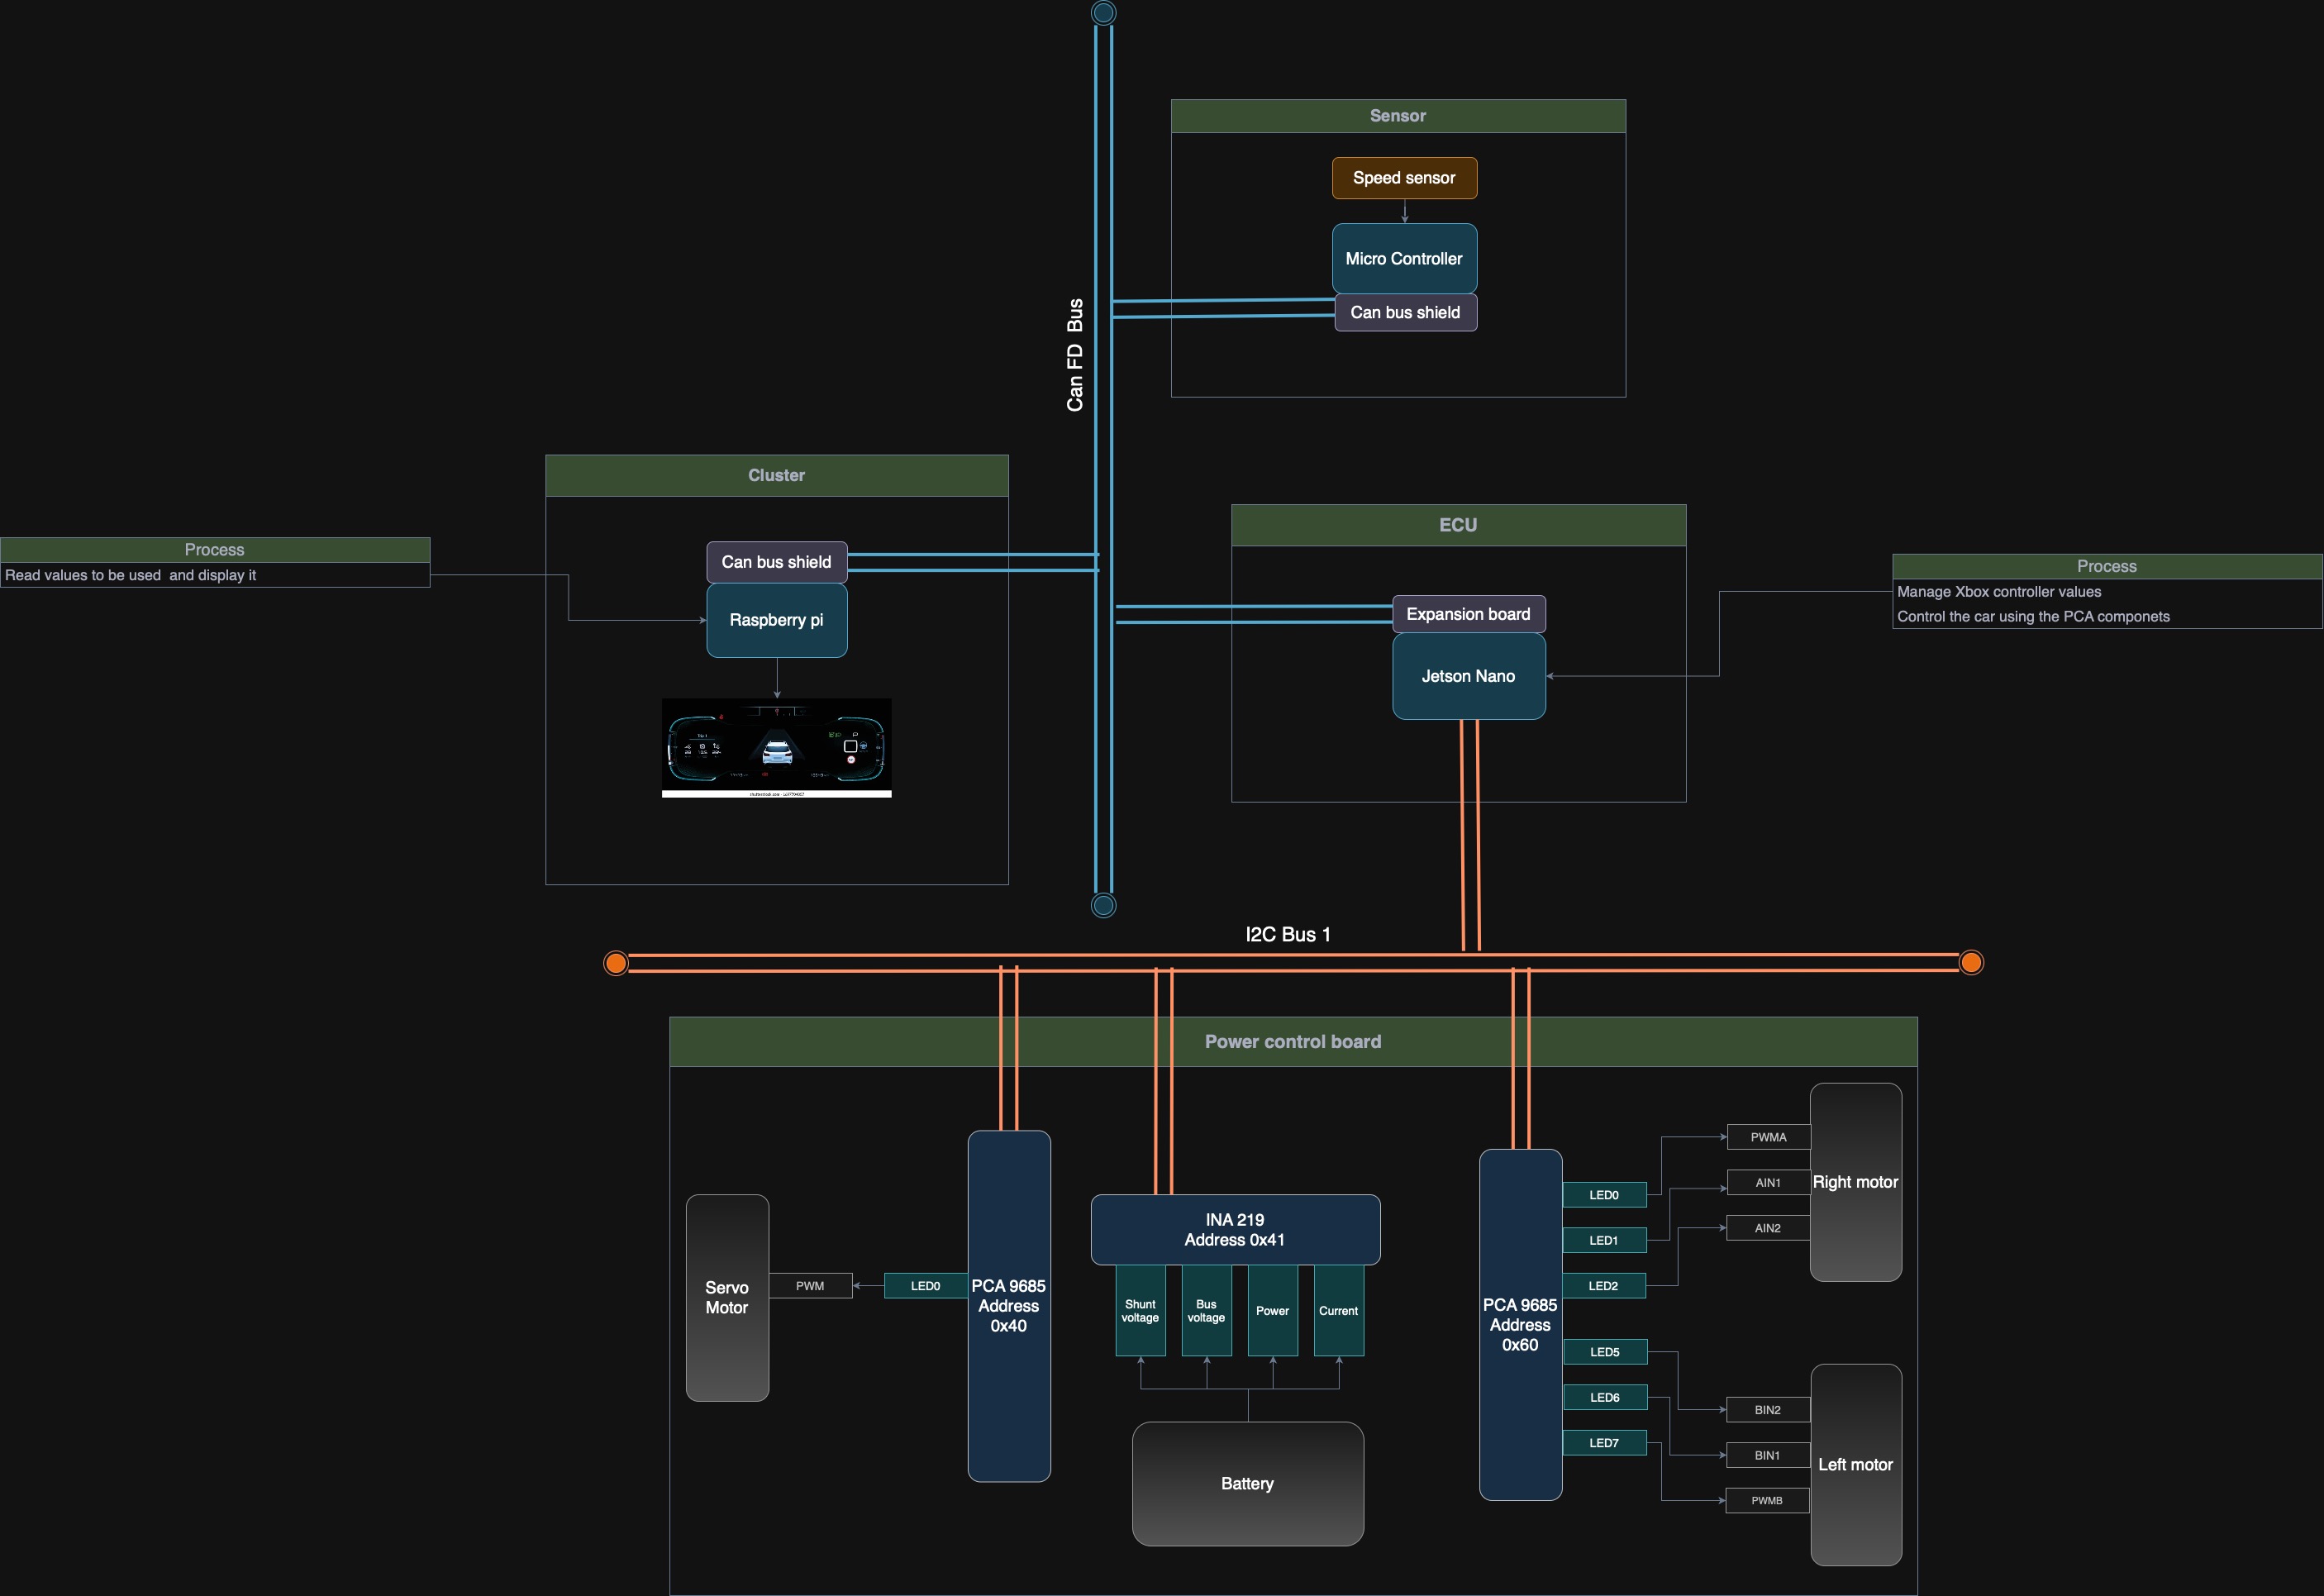 Sensor
Speed sensor
Micro Controller
Can bus shield
Can FD  Bus
Cluster
Can bus shield
Raspberry pi
Process
Read values to be used  and display it
ECU
Expansion board
Jetson Nano
Process
Manage Xbox controller values
Control the car using the PCA componets
I2C Bus 1
Power control board
Servo
Motor
PWM
LED0
PCA 9685
Address
0x40
INA 219
Address 0x41
Shunt
voltage
Bus
voltage
Power
Current
Battery
PCA 9685
Address
0x60
LED0
LED1
LED2
LED5
LED6
LED7
PWMA
AIN1
AIN2
Right motor
BIN2
BIN1
PWMB
Left motor